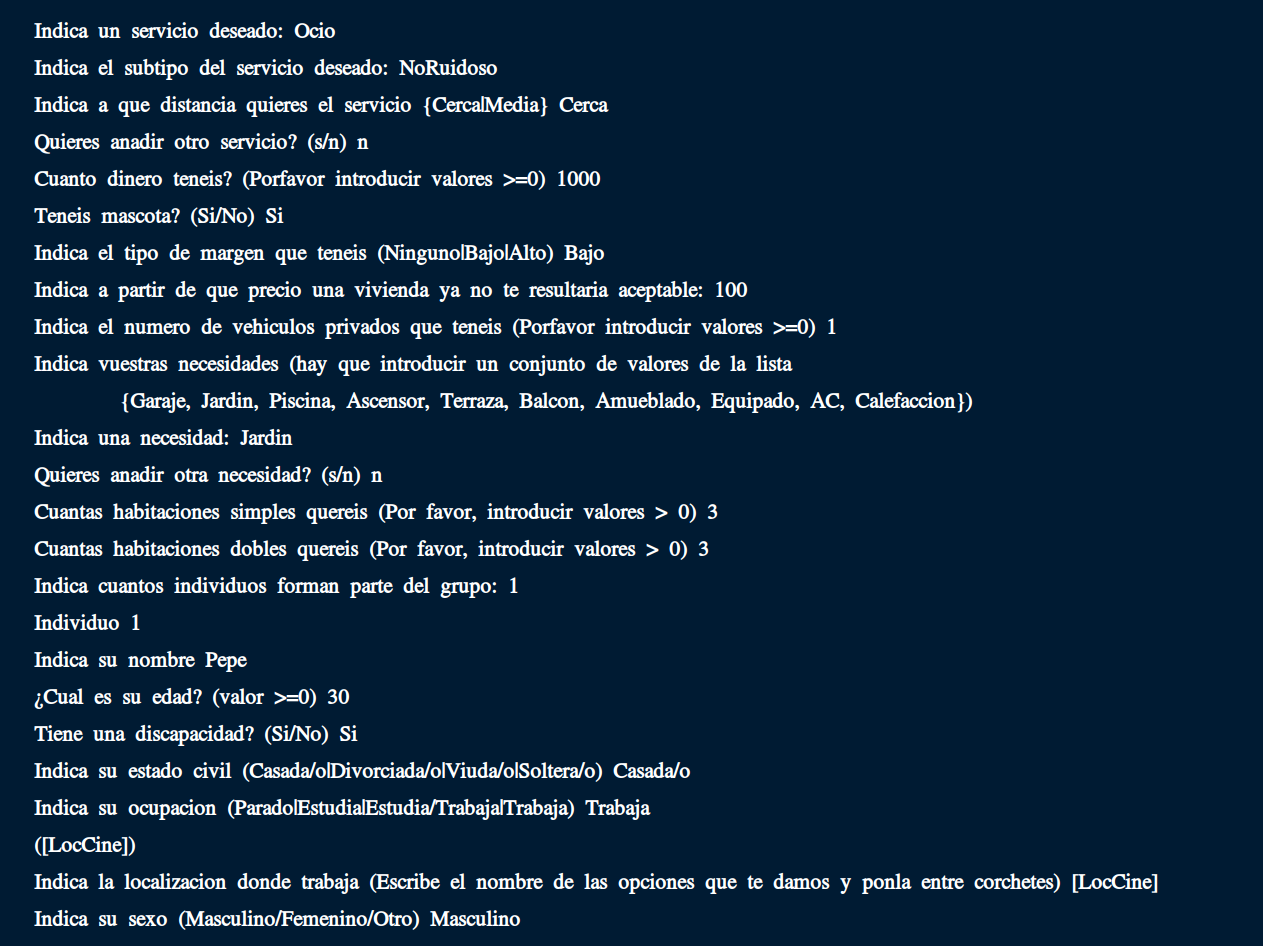 Indica un servicio deseado: Ocio
Indica el subtipo del servicio deseado: NoRuidoso
Indica a que distancia quieres el servicio {Cerca|Media} Cerca
Quieres anadir otro servicio? (s/n) n
Cuanto dinero teneis? (Porfavor introducir valores >=0) 1000
Teneis mascota? (Si/No) Si
Indica el tipo de margen que teneis (Ninguno|Bajo|Alto) Bajo
Indica a partir de que precio una vivienda ya no te resultaria aceptable: 100
Indica el numero de vehiculos privados que teneis (Porfavor introducir valores >=0) 1
Indica vuestras necesidades (hay que introducir un conjunto de valores de la lista
{Garaje, Jardin, Piscina, Ascensor, Terraza, Balcon, Amueblado, Equipado, AC, Calefaccion})
Indica una necesidad: Jardin
Quieres anadir otra necesidad? (s/n) n
Cuantas habitaciones simples quereis (Por favor, introducir valores > 0) 3
Cuantas habitaciones dobles quereis (Por favor, introducir valores > 0) 3
Indica cuantos individuos forman parte del grupo: 1
Individuo 1
Indica su nombre Pepe
¿Cual es su edad? (valor >=0) 30
Tiene una discapacidad? (Si/No) Si
Indica su estado civil (Casada/o|Divorciada/o|Viuda/o|Soltera/o) Casada/o
Indica su ocupacion (Parado|Estudia|Estudia/Trabaja|Trabaja) Trabaja
([LocCine])
Indica la localizacion donde trabaja (Escribe el nombre de las opciones que te damos y ponla entre corchetes) [LocCine]
Indica su sexo (Masculino/Femenino/Otro) Masculino